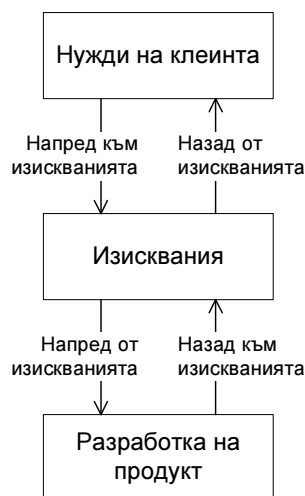 Нужди на клеинта
Напред към
изискванията
Назад от
изискванията
Изисквания
Напред от
изискванията
Назад към
изискванията
Разработка на
продукт